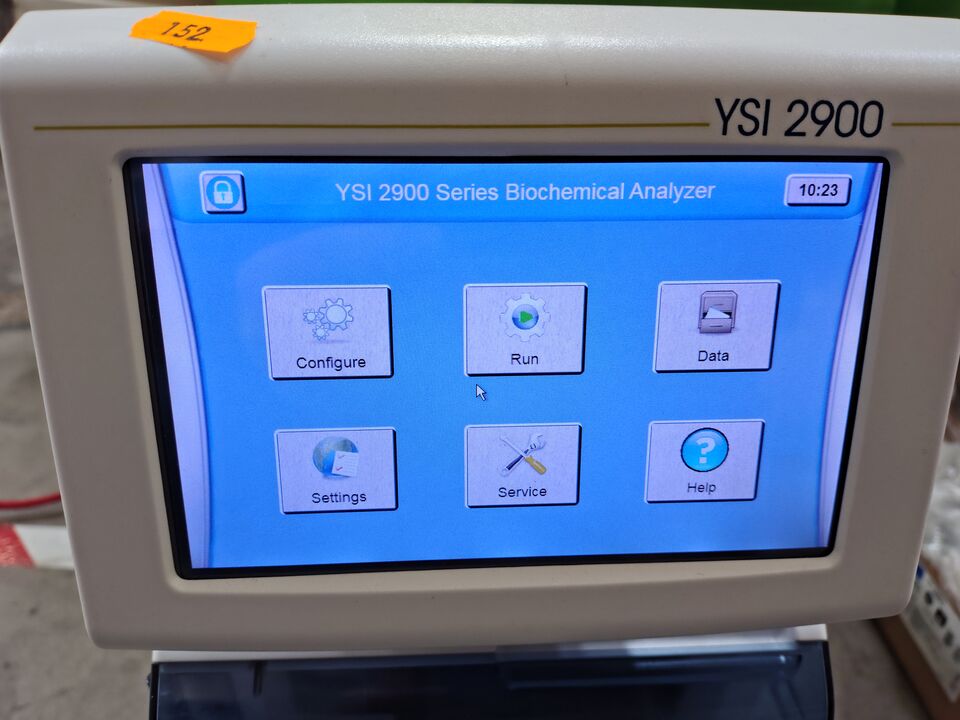 152
YSI 2900
YSI 2900 Series Biochemical Analyzer
10:23
Configure
Run
Data
Settings
Service
Help